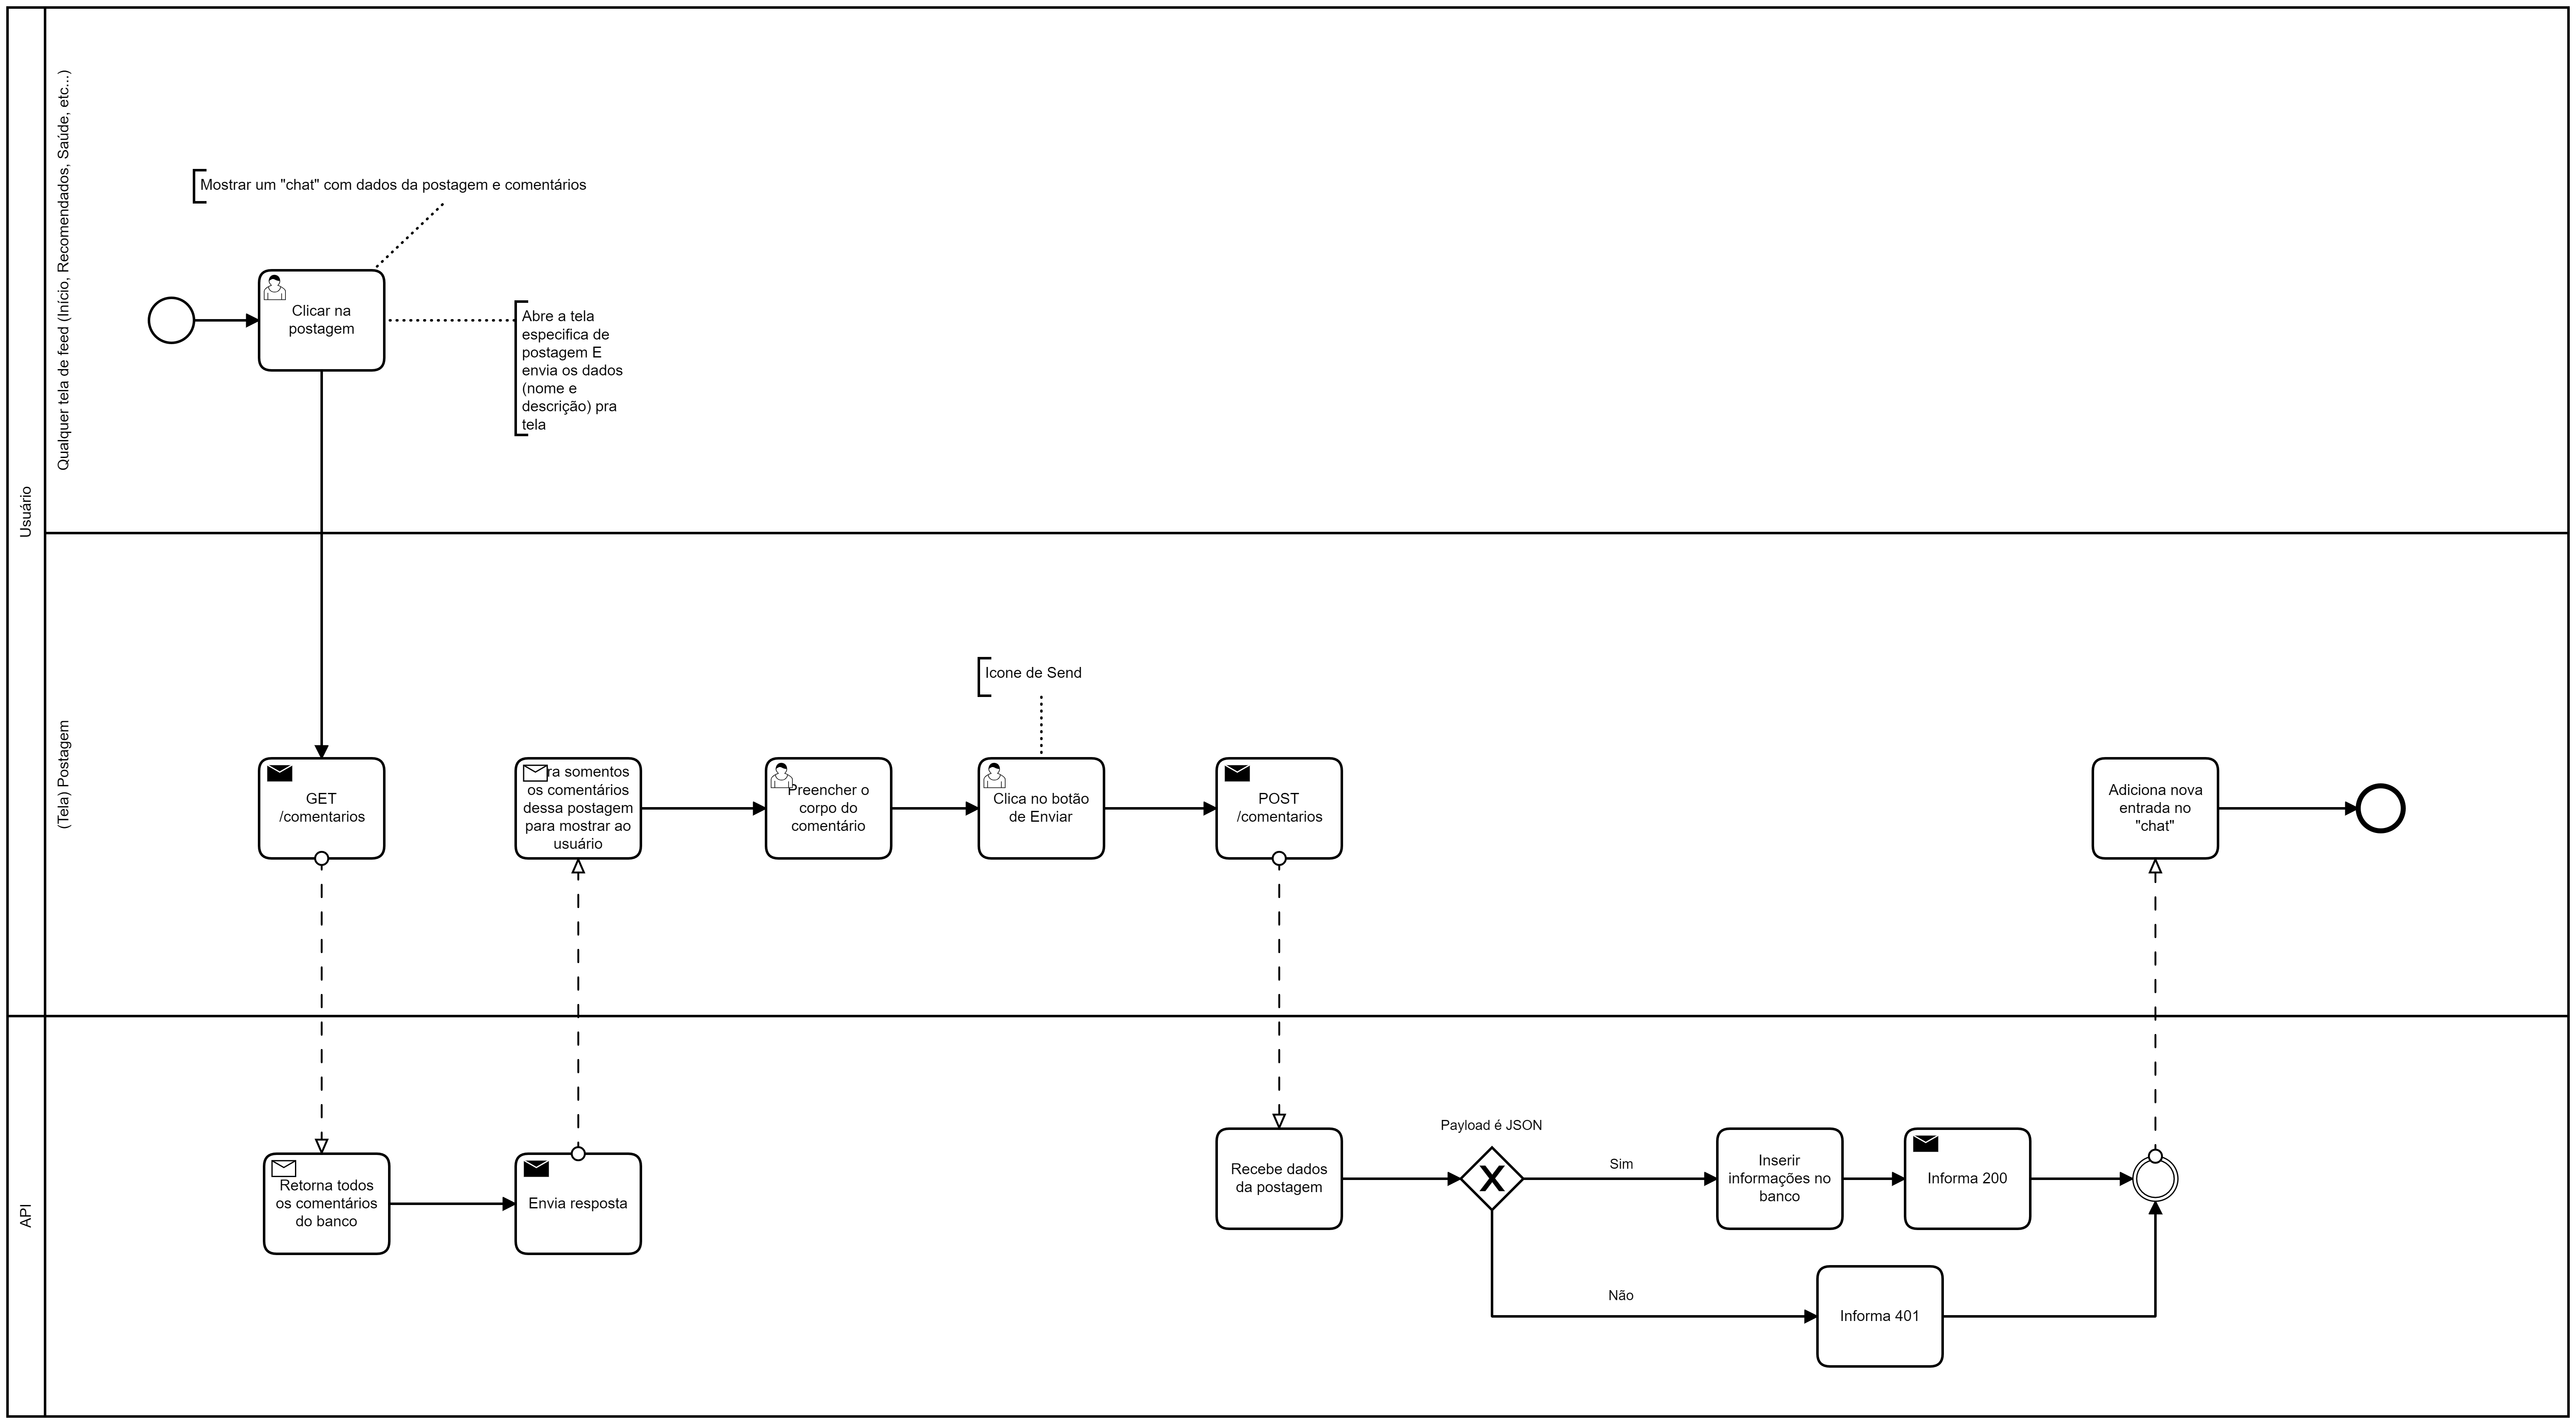 Usuário
Qualquer tela de feed (Início, Recomendados, Saúde, etc...)
Mostrar um "chat" com dados da postagem e comentários
Clicar na
postagem
Abre a tela
especifica de
postagem E
envia os dados
(nome e
descrição) pra
tela
(Tela) Postagem
GET
/comentarios
ra somentos
os comentários
dessa postagem
para mostrar ao
usuário
Preencher o
corpo do
comentário
Icone de Send
Clica no botão
de Enviar
POST
/comentarios
Adiciona nova
entrada no
"chat"
API
Retorna todos
os comentários
do banco
Envia resposta
Recebe dados
da postagem
Payload é JSON
Sim
Inserir
informações no
banco
Informa 200
Não
Informa 401